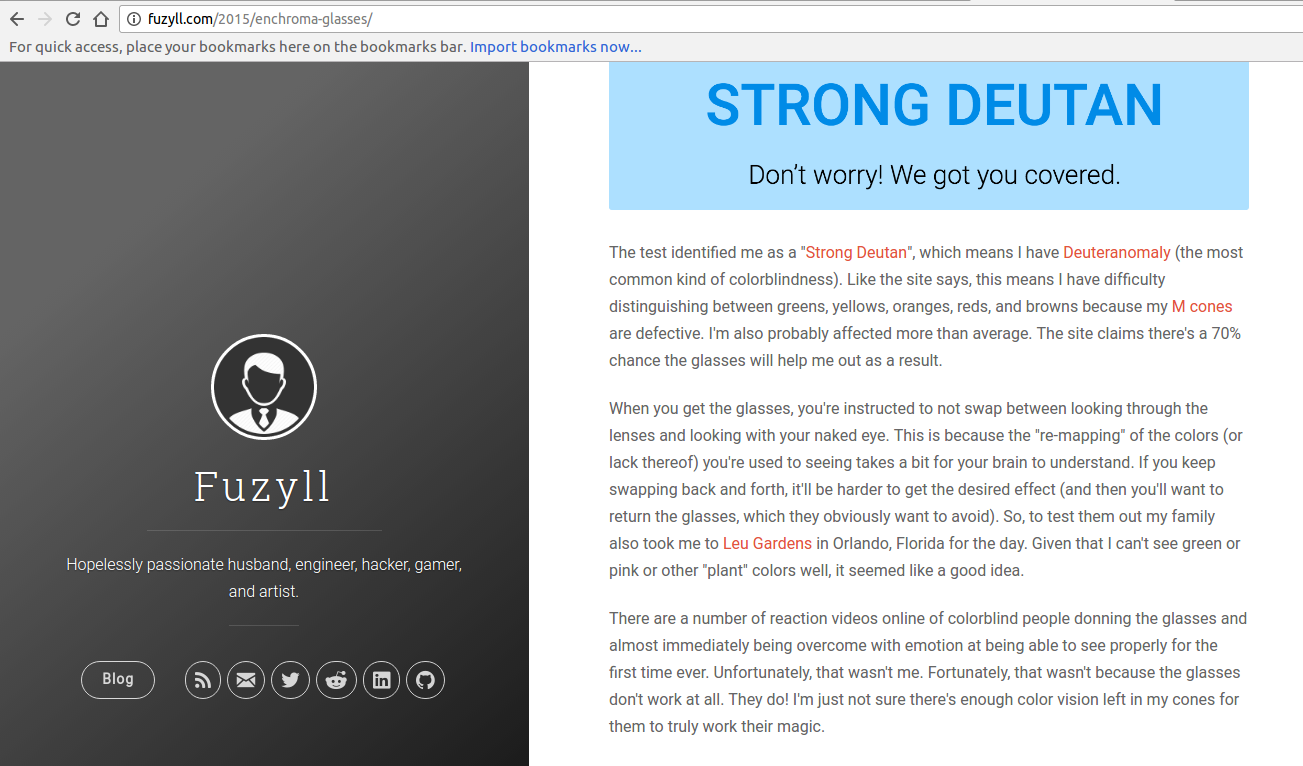 fuzyll.com/2015/enchroma-glasses/
For quick access, place your bookmarks here on the bookmarks bar. Import bookmarks now...
Fuzyll
Hopelessly passionate husband, engineer, hacker, gamer,
and artist.
Blog
STRONG DEUTAN
Don’t worry! We got you covered.
The test identified me as a "Strong Deutan", which means I have Deuteranomaly (the most
common kind of colorblindness). Like the site says, this means I have difficulty
distinguishing between greens, yellows, oranges, reds, and browns because my M cones
are defective. I'm also probably affected more than average. The site claims there's a 70%
chance the glasses will help me out as a result.
When you get the glasses, you're instructed to not swap between looking through the
lenses and looking with your naked eye. This is because the "re-mapping" of the colors (or
lack thereof) you're used to seeing takes a bit for your brain to understand. If you keep
swapping back and forth, it'll be harder to get the desired effect (and then you'll want to
return the glasses, which they obviously want to avoid). So, to test them out my family
also took me to Leu Gardens in Orlando, Florida for the day. Given that I can't see green or
pink or other "plant" colors well, it seemed like a good idea.
There are a number of reaction videos online of colorblind people donning the glasses and
almost immediately being overcome with emotion at being able to see properly for the
first time ever. Unfortunately, that wasn't me. Fortunately, that wasn't because the glasses
don't work at all. They do! I'm just not sure there's enough color vision left in my cones for
them to truly work their magic.